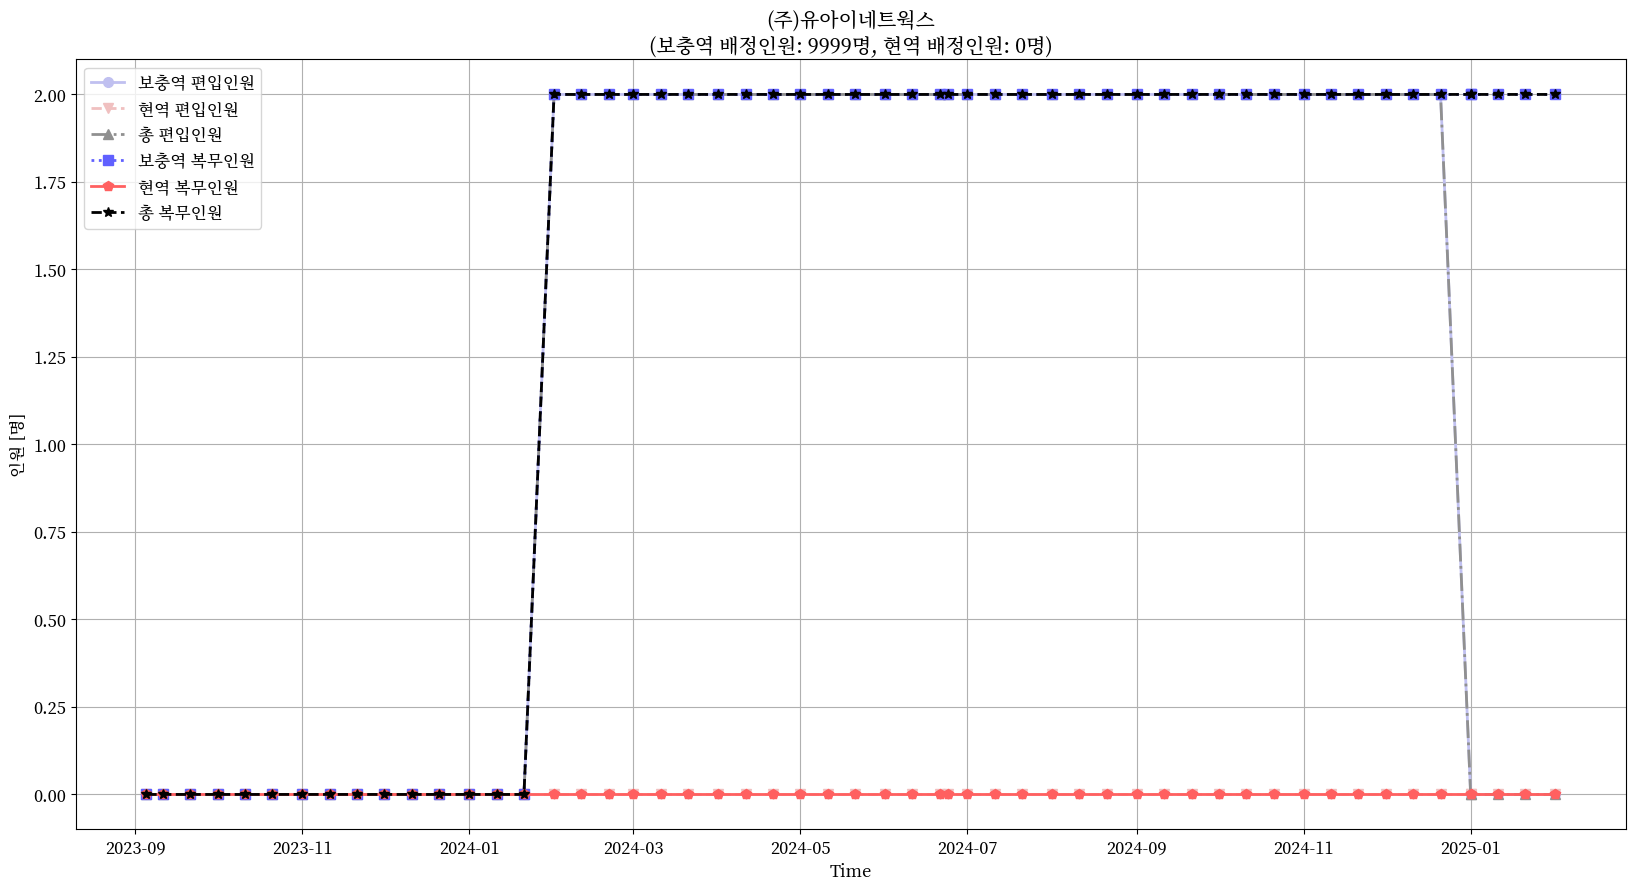 (주)유아이네트웍스
(보충역 배정인원: 9999명, 현역 배정인원: 0명)
보충역 편입인원
현역 편입인원
총 편입인원
보충역 복무인원
현역 복무인원
총 복무인원
인원 [명]
2.00
1.75
1.50
1.25
1.00
0.75
0.50
0.25
0.00
2023-09
2023-11
2024-01
2024-03
2024-05
2024-07
2024-09
2024-11
2025-01
Time